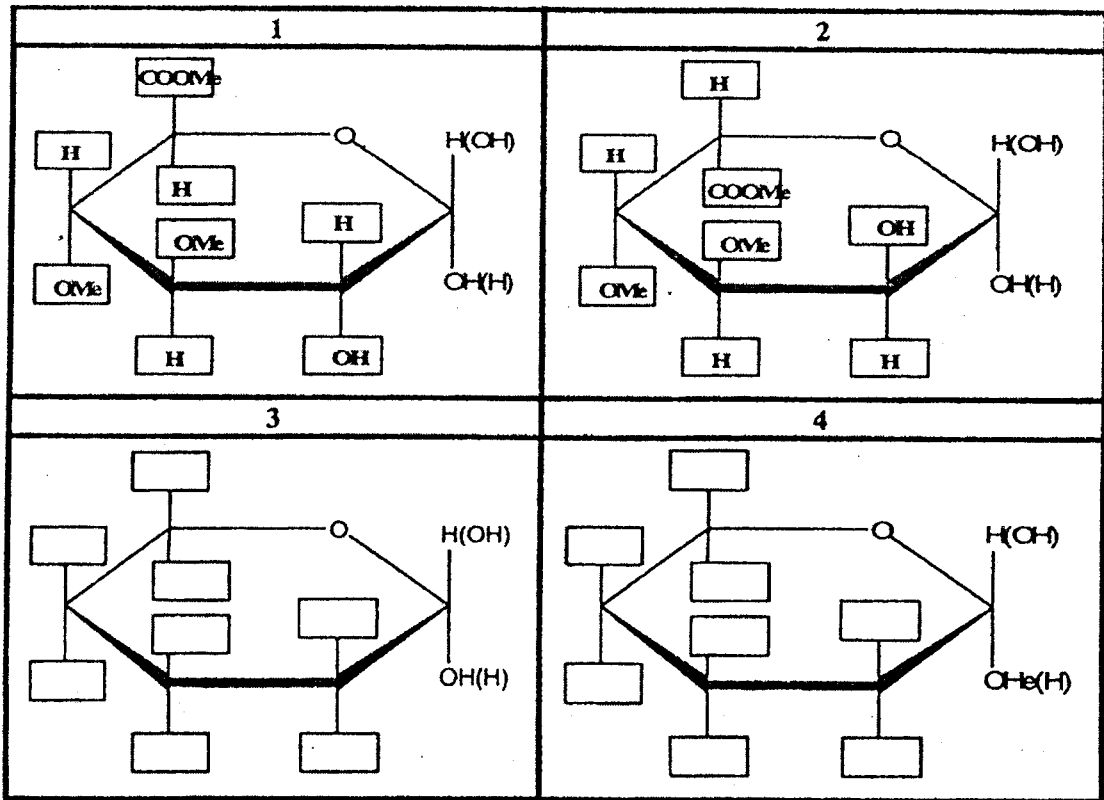 1 2
COOMe H
H O H(OH) H O H(OH)
H COOMe
OMe H OMe OH
OMe OH(H) OMe OH(H)
H OH H H
3 4
O H(OH) O H(OH)
OH(H) OHe(H)